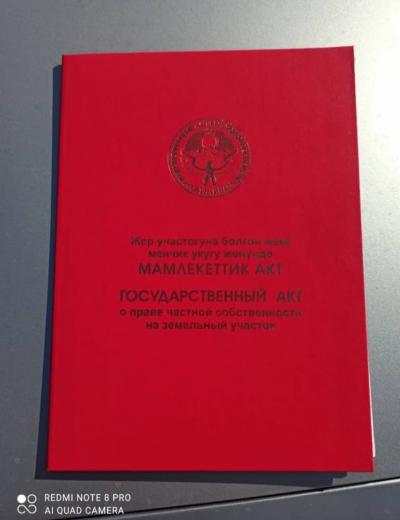 Жер участогуна болгон жеке
менчик укугу жөнүндө
МАМЛЕКЕТТИК АКТ
ГОСУДАРСТВЕННЫЙ АКТ
о праве частной собственности
на земельный участок
REDMI NOTE 8 PRO
AI QUAD CAMERA